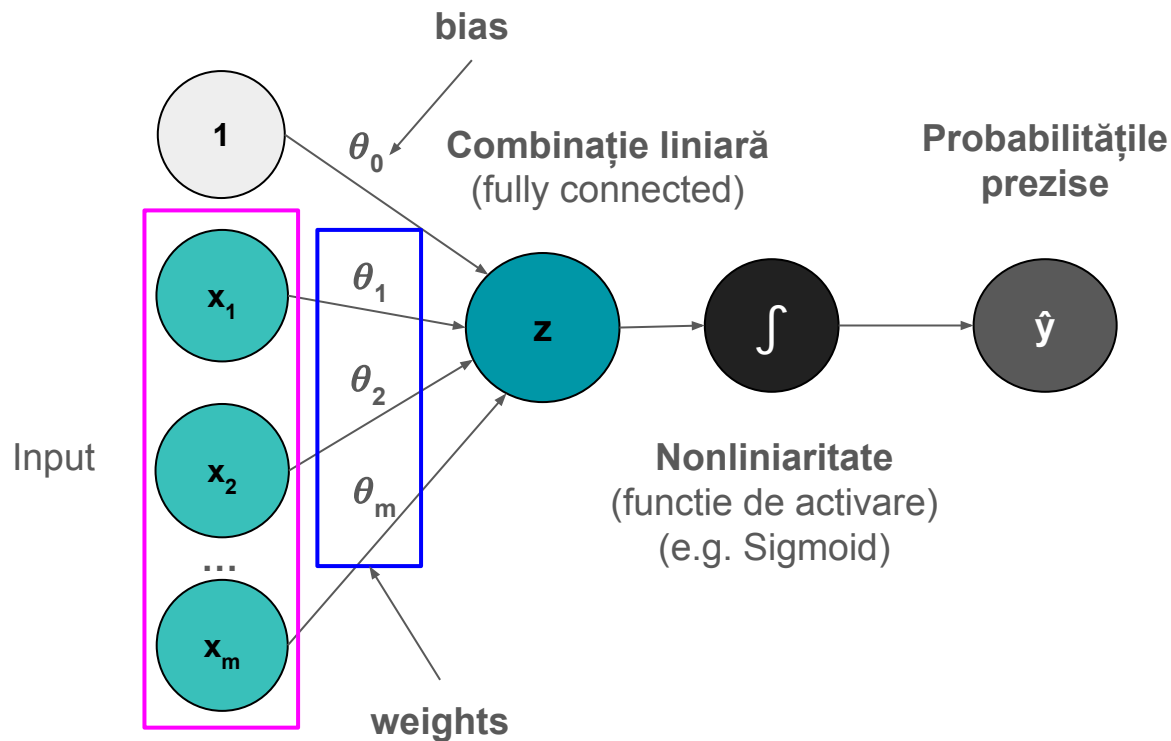 bias
1
θ0
Combinație liniară
(fully connected)
Probabilitățile
prezise
x1
θ1
z
∫
ŷ
θ2
Input
x2
θm
Nonliniaritate
(functie de activare)
(e.g. Sigmoid)
...
xm
weights